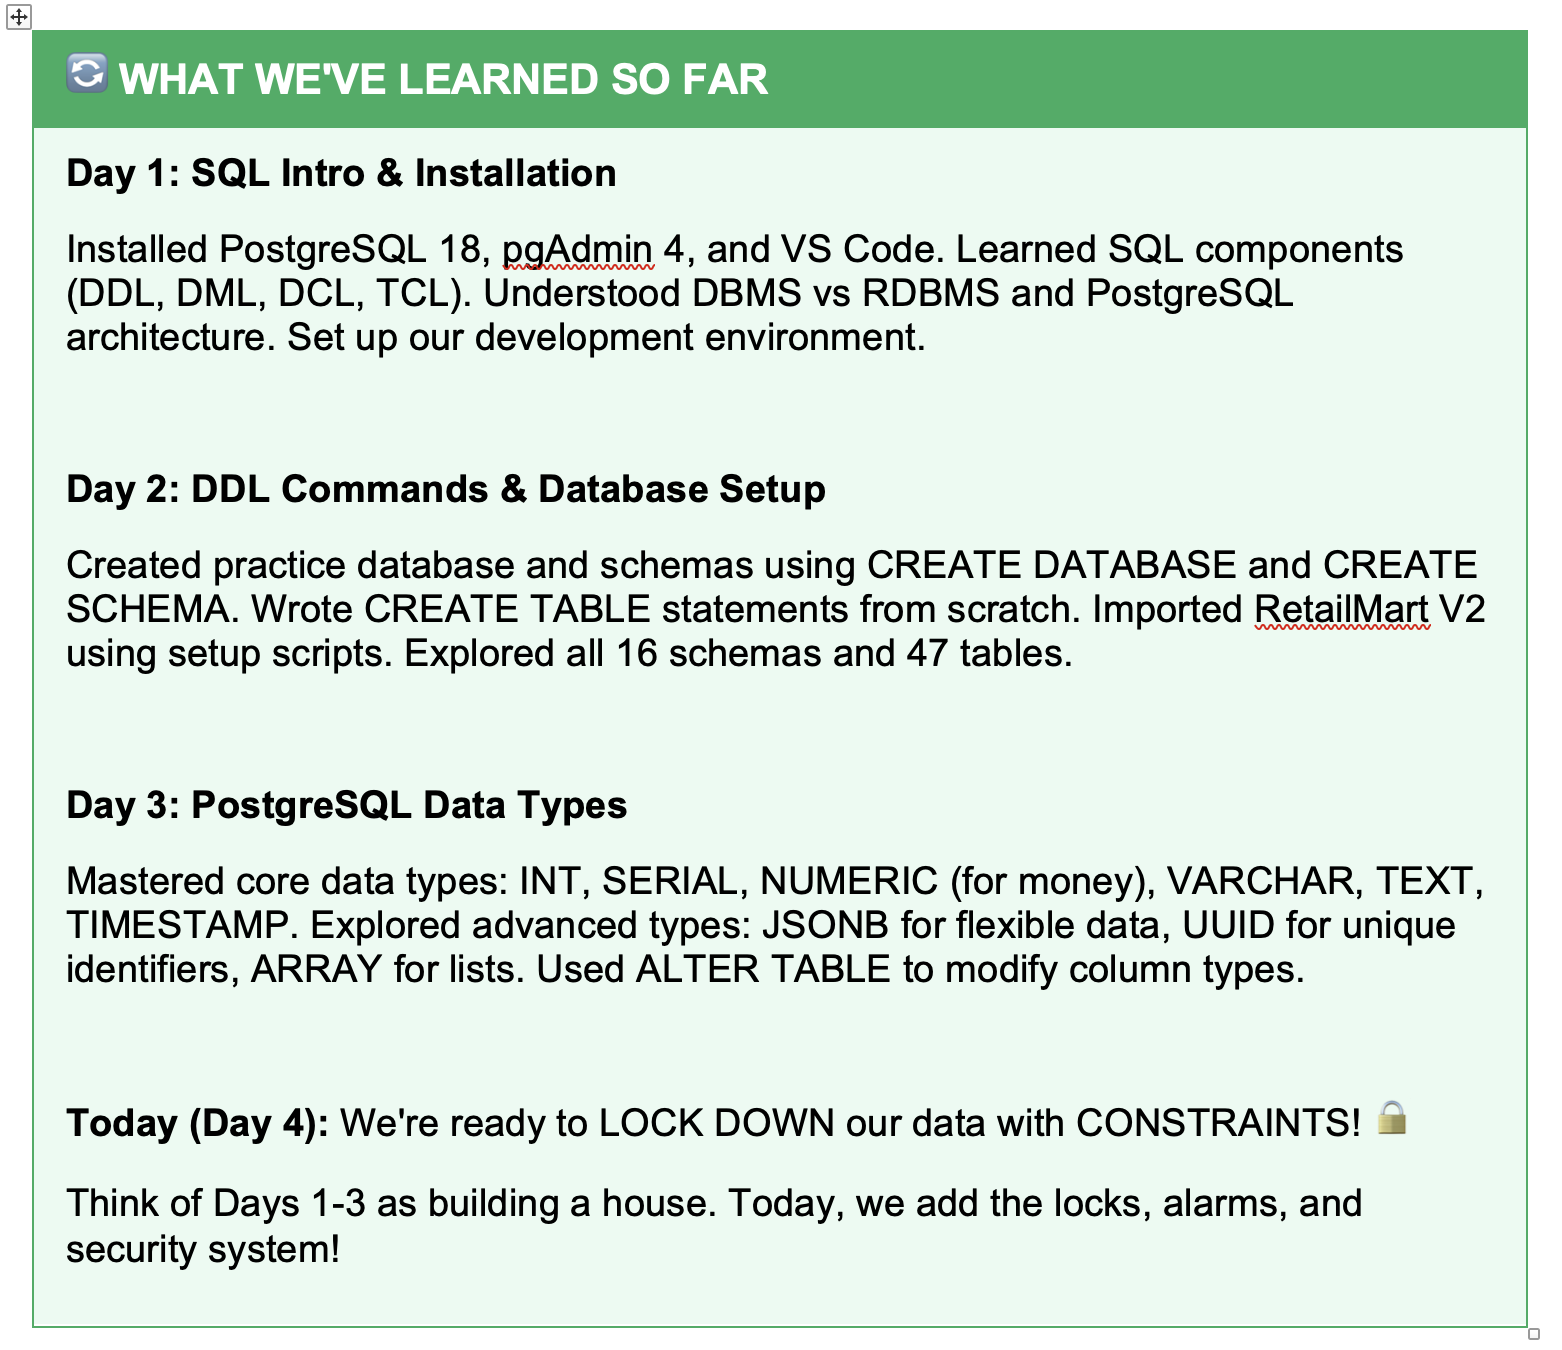 WHAT WE'VE LEARNED SO FAR
Day 1: SQL Intro & Installation
Installed PostgreSQL 18, pgAdmin 4, and VS Code. Learned SQL components
(DDL, DML, DCL, TCL). Understood DBMS vs RDBMS and PostgreSQL
architecture. Set up our development environment.
Day 2: DDL Commands & Database Setup
Created practice database and schemas using CREATE DATABASE and CREATE
SCHEMA. Wrote CREATE TABLE statements from scratch. Imported RetailMart V2
using setup scripts. Explored all 16 schemas and 47 tables.
Day 3: PostgreSQL Data Types
Mastered core data types: INT, SERIAL, NUMERIC (for money), VARCHAR, TEXT,
TIMESTAMP. Explored advanced types: JSONB for flexible data, UUID for unique
identifiers, ARRAY for lists. Used ALTER TABLE to modify column types.
Today (Day 4): We're ready to LOCK DOWN our data with CONSTRAINTS! 🔒
Think of Days 1-3 as building a house. Today, we add the locks, alarms, and
security system!